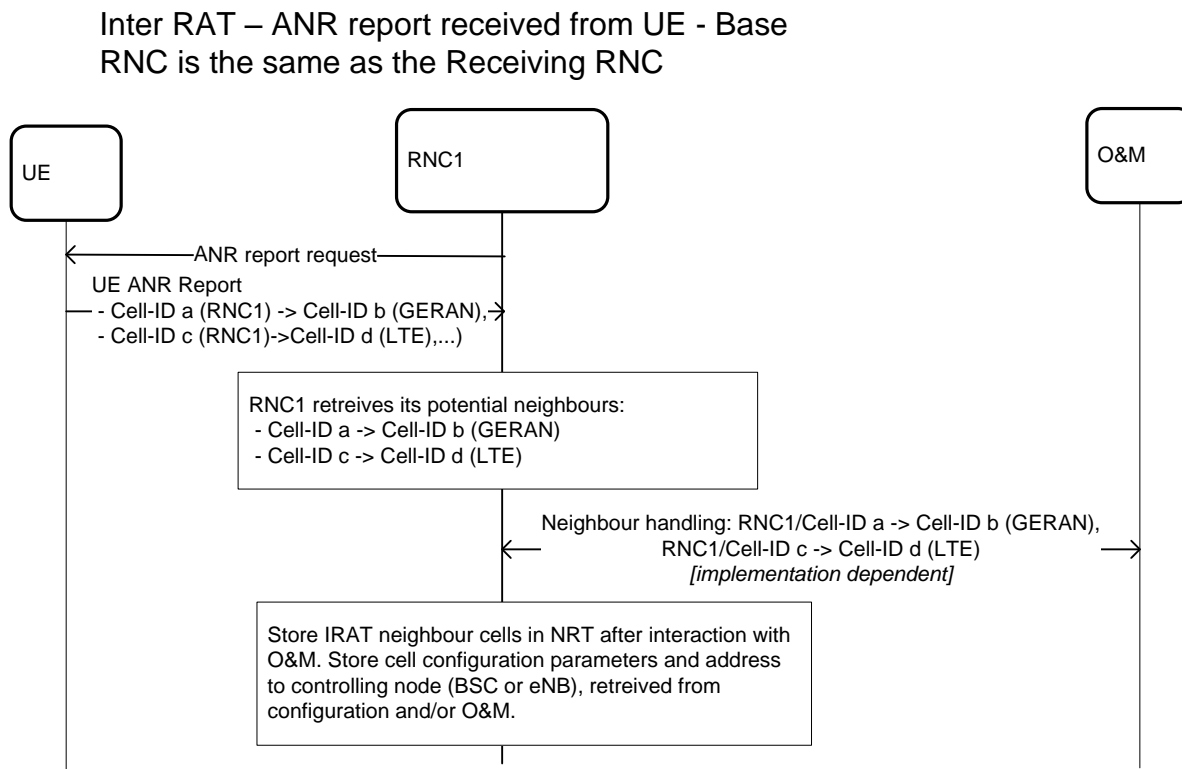 Inter RAT – ANR report received from UE - Base
RNC is the same as the Receiving RNC
UE
RNC1
O&M
ANR report request
UE ANR Report
- Cell-ID a (RNC1) -> Cell-ID b (GERAN),
- Cell-ID c (RNC1)->Cell-ID d (LTE),...)
RNC1 retreives its potential neighbours:
- Cell-ID a -> Cell-ID b (GERAN)
- Cell-ID c -> Cell-ID d (LTE)
Neighbour handling: RNC1/Cell-ID a -> Cell-ID b (GERAN),
RNC1/Cell-ID c -> Cell-ID d (LTE)
[implementation dependent]
Store IRAT neighbour cells in NRT after interaction with
O&M. Store cell configuration parameters and address
to controlling node (BSC or eNB), retreived from
configuration and/or O&M.